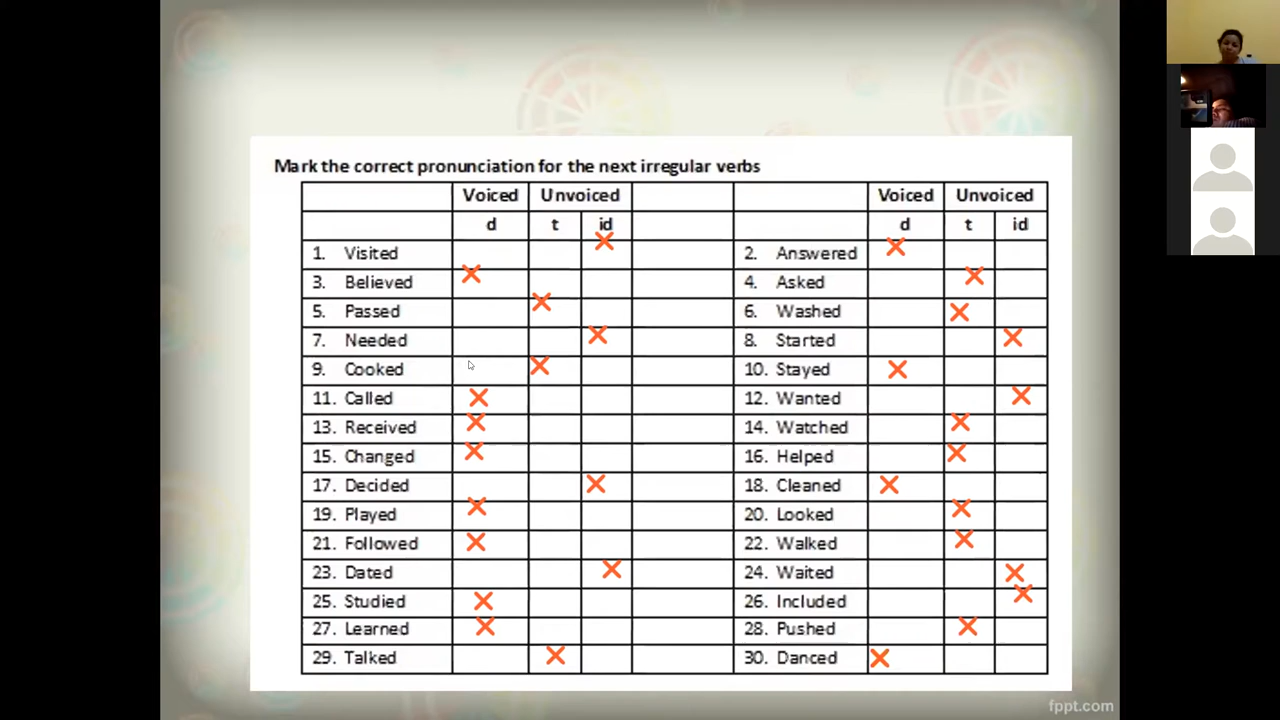 Mark the correct pronunciation for the next irregular verbs
Voiced Unvoiced Voiced Unvoiced
d t id d t id
1. Visited 2. Answered
3. Believed 4. Asked
5. Passed 6. Washed
7. Needed 8. Started
9. Cooked 10. Stayed
11. Called 12. Wanted
13. Received 14. Watched
15. Changed 16. Helped
17. Decided 18. Cleaned
19. Played 20. Looked
21. Followed 22. Walked
23. Dated 24. Waited
25. Studied 26. Included
27. Learned 28. Pushed
29. Talked 30. Danced
fppt.com